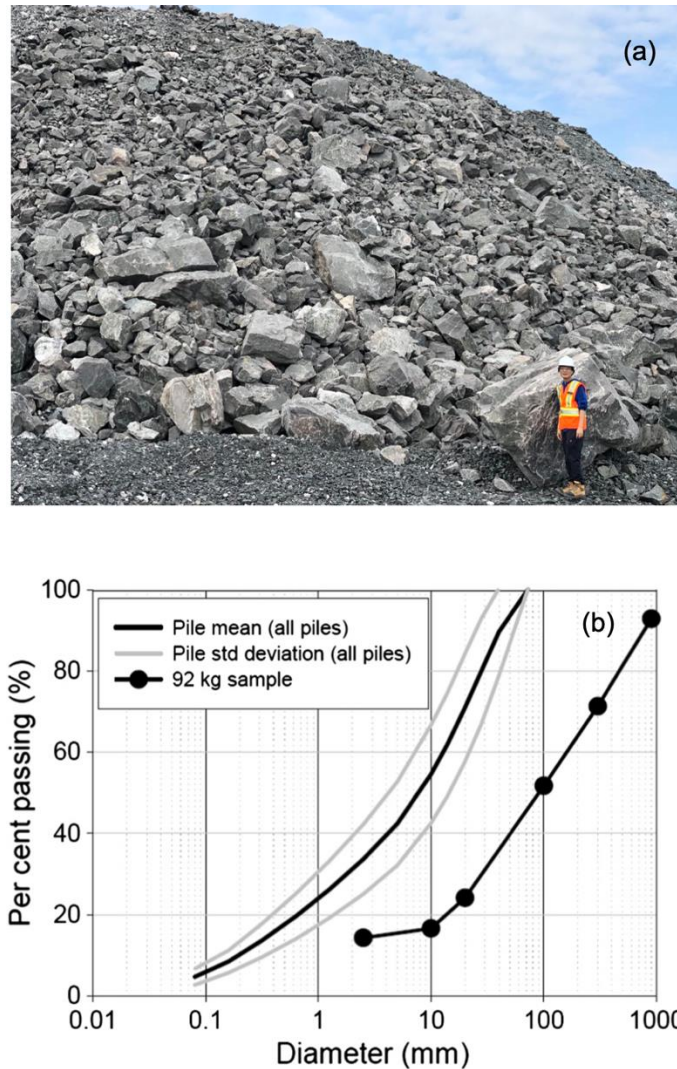 (a)
100
80
60
40
20
0
Per cent passing (%)
Pile mean (all piles)
Pile std deviation (all piles)
92 kg sample
(b)
0.01
0.1
1
10
100
1000
Diameter (mm)